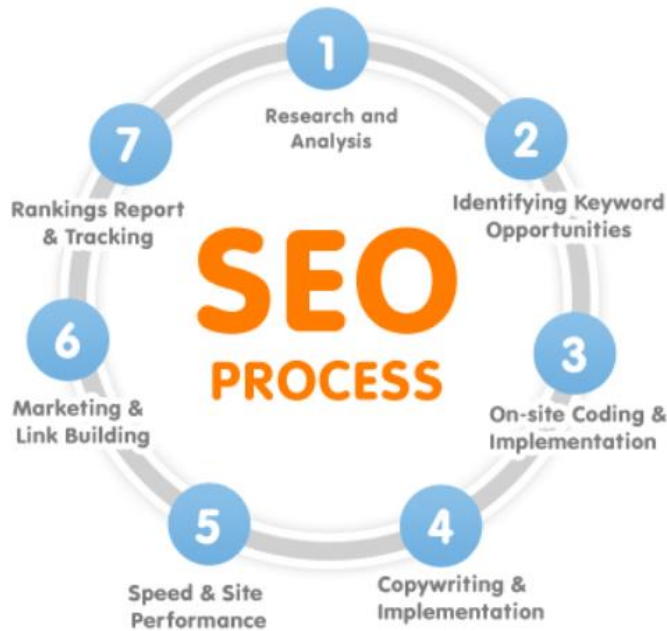 1
Research and
Analysis
2
Identifying Keyword
Opportunities
3
On-site Coding &
Implementation
4
Copywriting &
Implementation
5
Speed & Site
Performance
6
Marketing &
Link Building
7
Rankings Report
& Tracking
SEO
PROCESS